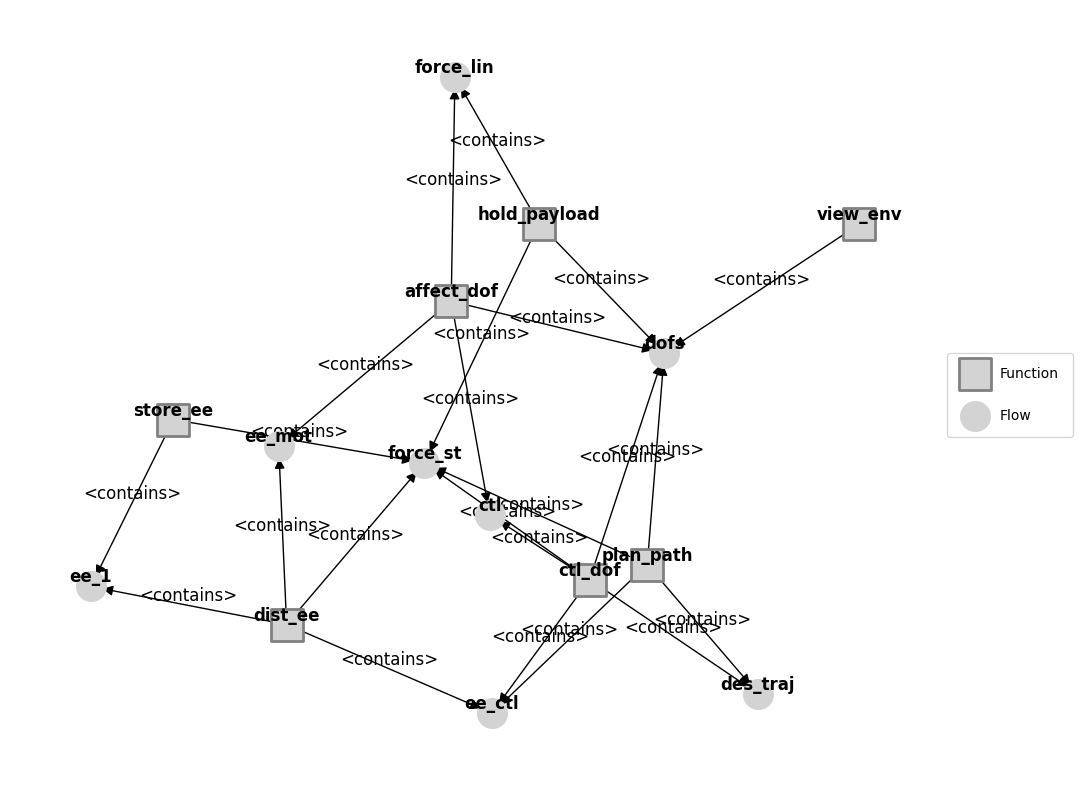 force_lin
<contains>
<contains>
hold_payload
view_env
<contains>
<contains>
affect_dof
<contains>
<contains>
dofs
<contains>
Function
<contains>
store_ee
Flow
<contains>
ee_mot
<contains>
<contains>
force_st
<contains>
<contains>
ctl
<contains>
<contains>
<contains>
<contains>
<contains>
plan_path
ctl_dof
ee_1
<contains>
dist_ee
<contains>
<contains>
<contains>
<contains>
<contains>
des_traj
ee_ctl